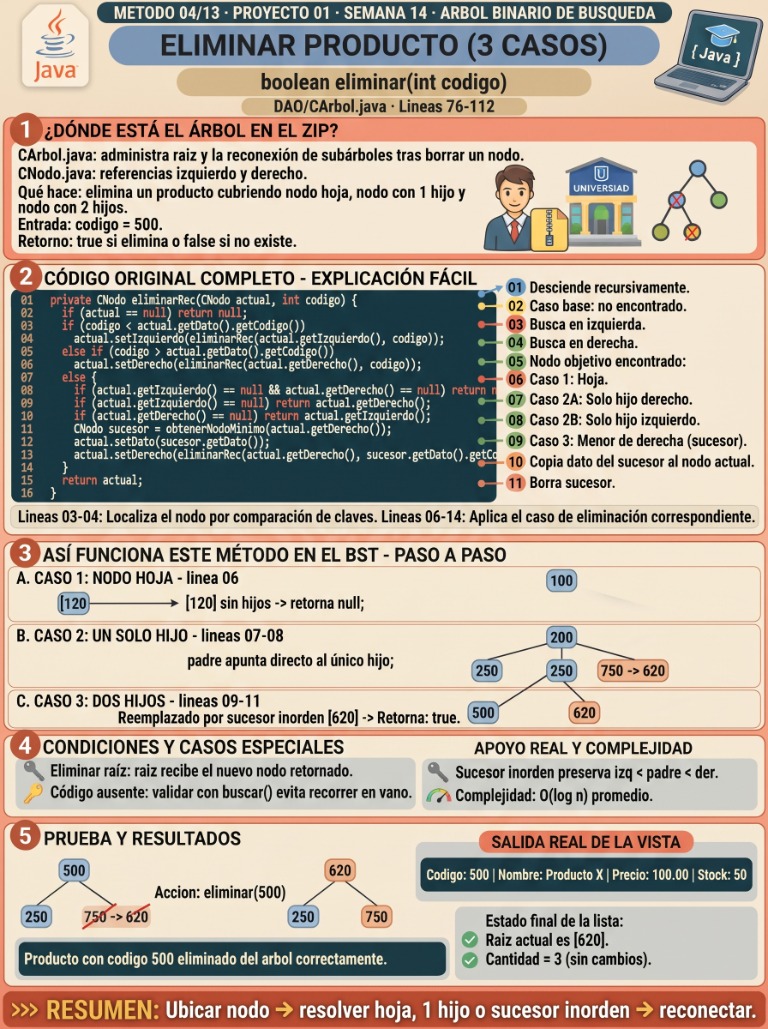 Java
METODO 04/13 · PROYECTO 01 · SEMANA 14 · ARBOL BINARIO DE BUSQUEDA
ELIMINAR PRODUCTO (3 CASOS)
boolean eliminar(int codigo)
DAO/CArbol.java · Lineas 76-112
{ Java }
1 ¿DÓNDE ESTÁ EL ÁRBOL EN EL ZIP?
CArbol.java: administra raiz y la reconexión de subárboles tras borrar un nodo.
CNodo.java: referencias izquierdo y derecho.
Qué hace: elimina un producto cubriendo nodo hoja, nodo con 1 hijo y
nodo con 2 hijos.
Entrada: codigo = 500.
Retorno: true si elimina o false si no existe.
U
UNIVERSIAD
2 CÓDIGO ORIGINAL COMPLETO - EXPLICACIÓN FÁCIL
01 private CNodo eliminarRec(CNodo actual, int codigo) {
02 if (actual == null) return null;
03 if (codigo < actual.getDato().getCodigo())
04 actual.setIzquierdo(eliminarRec(actual.getIzquierdo(), codigo));
05 else if (codigo > actual.getDato().getCodigo())
06 actual.setDerecho(eliminarRec(actual.getDerecho(), codigo));
07 else {
08 if (actual.getIzquierdo() == null && actual.getDerecho() == null) return n
09 if (actual.getIzquierdo() == null) return actual.getDerecho();
10 if (actual.getDerecho() == null) return actual.getIzquierdo();
11 CNodo sucesor = obtenerNodoMinimo(actual.getDerecho());
12 actual.setDato(sucesor.getDato());
13 actual.setDerecho(eliminarRec(actual.getDerecho(), sucesor.getDato().getCo
14 }
15 return actual;
16 }
01 Desciende recursivamente.
02 Caso base: no encontrado.
03 Busca en izquierda.
04 Busca en derecha.
05 Nodo objetivo encontrado:
06 Caso 1: Hoja.
07 Caso 2A: Solo hijo derecho.
08 Caso 2B: Solo hijo izquierdo.
09 Caso 3: Menor de derecha (sucesor).
10 Copia dato del sucesor al nodo actual.
11 Borra sucesor.
Lineas 03-04: Localiza el nodo por comparación de claves. Lineas 06-14: Aplica el caso de eliminación correspondiente.
3 ASÍ FUNCIONA ESTE MÉTODO EN EL BST - PASO A PASO
A. CASO 1: NODO HOJA - linea 06
[120
[120] sin hijos -> retorna null;
100
B. CASO 2: UN SOLO HIJO - lineas 07-08
padre apunta directo al único hijo;
200
250
250
750 -> 620
C. CASO 3: DOS HIJOS - lineas 09-11
Reemplazado por sucesor inorden [620] -> Retorna: true.
500
620
4 CONDICIONES Y CASOS ESPECIALES
Eliminar raíz: raiz recibe el nuevo nodo retornado.
Código ausente: validar con buscar() evita recorrer en vano.
APOYO REAL Y COMPLEJIDAD
Sucesor inorden preserva izq < padre < der.
Complejidad: O(log n) promedio.
5 PRUEBA Y RESULTADOS
500
250
750 -> 620
Accion: eliminar(500)
620
250
750
Producto con codigo 500 eliminado del arbol correctamente.
SALIDA REAL DE LA VISTA
Codigo: 500 | Nombre: Producto X | Precio: 100.00 | Stock: 50
Estado final de la lista:
Raiz actual es [620].
Cantidad = 3 (sin cambios).
>>> RESUMEN: Ubicar nodo → resolver hoja, 1 hijo o sucesor inorden → reconectar.